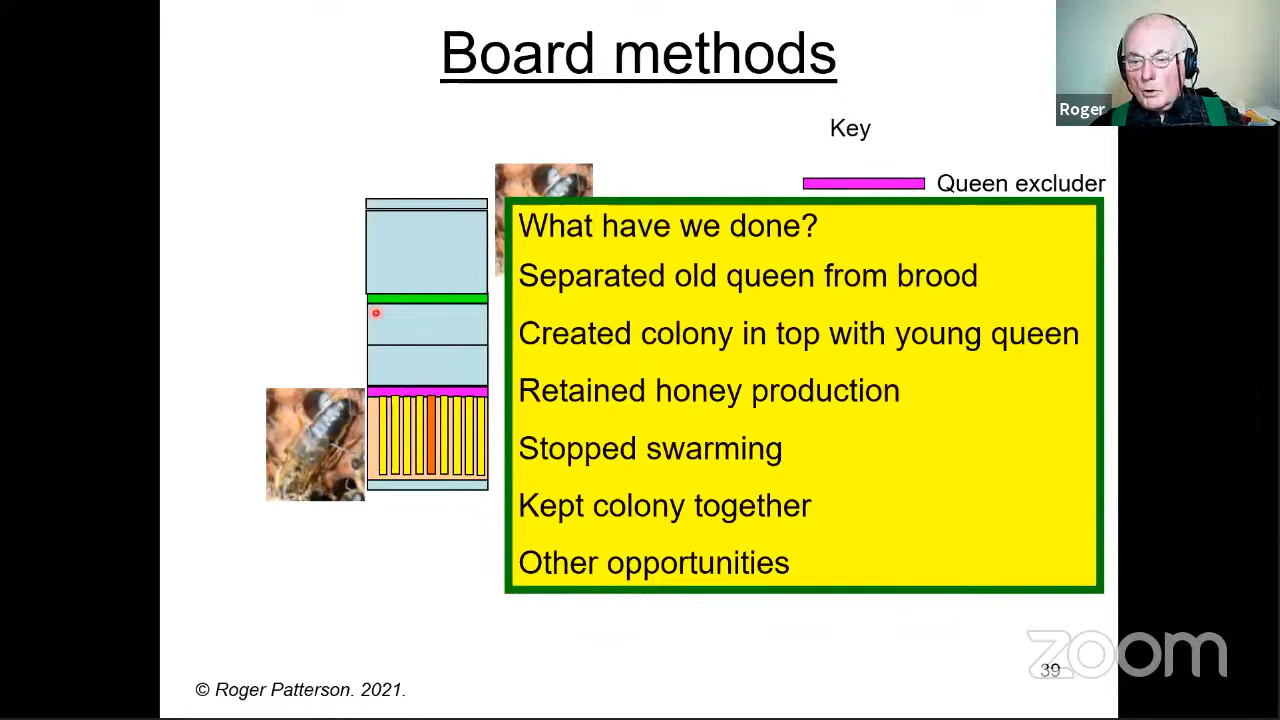 Board methods
Roger
Key
Queen excluder
What have we done?
Separated old queen from brood
Created colony in top with young queen
Retained honey production
Stopped swarming
Kept colony together
Other opportunities
zoom
39
© Roger Patterson. 2021.